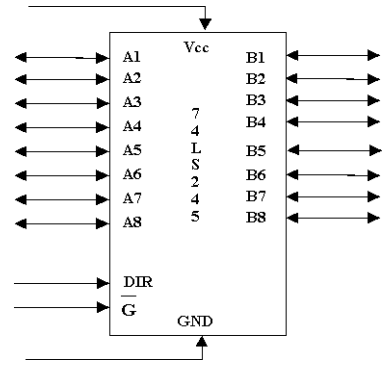 Vcc
A1 B1
A2 B2
A3 B3
A4 B4
A5 B5
A6 B6
A7 B7
A8 B8
7
4
L
S
2
4
5
DIR
G̅
GND